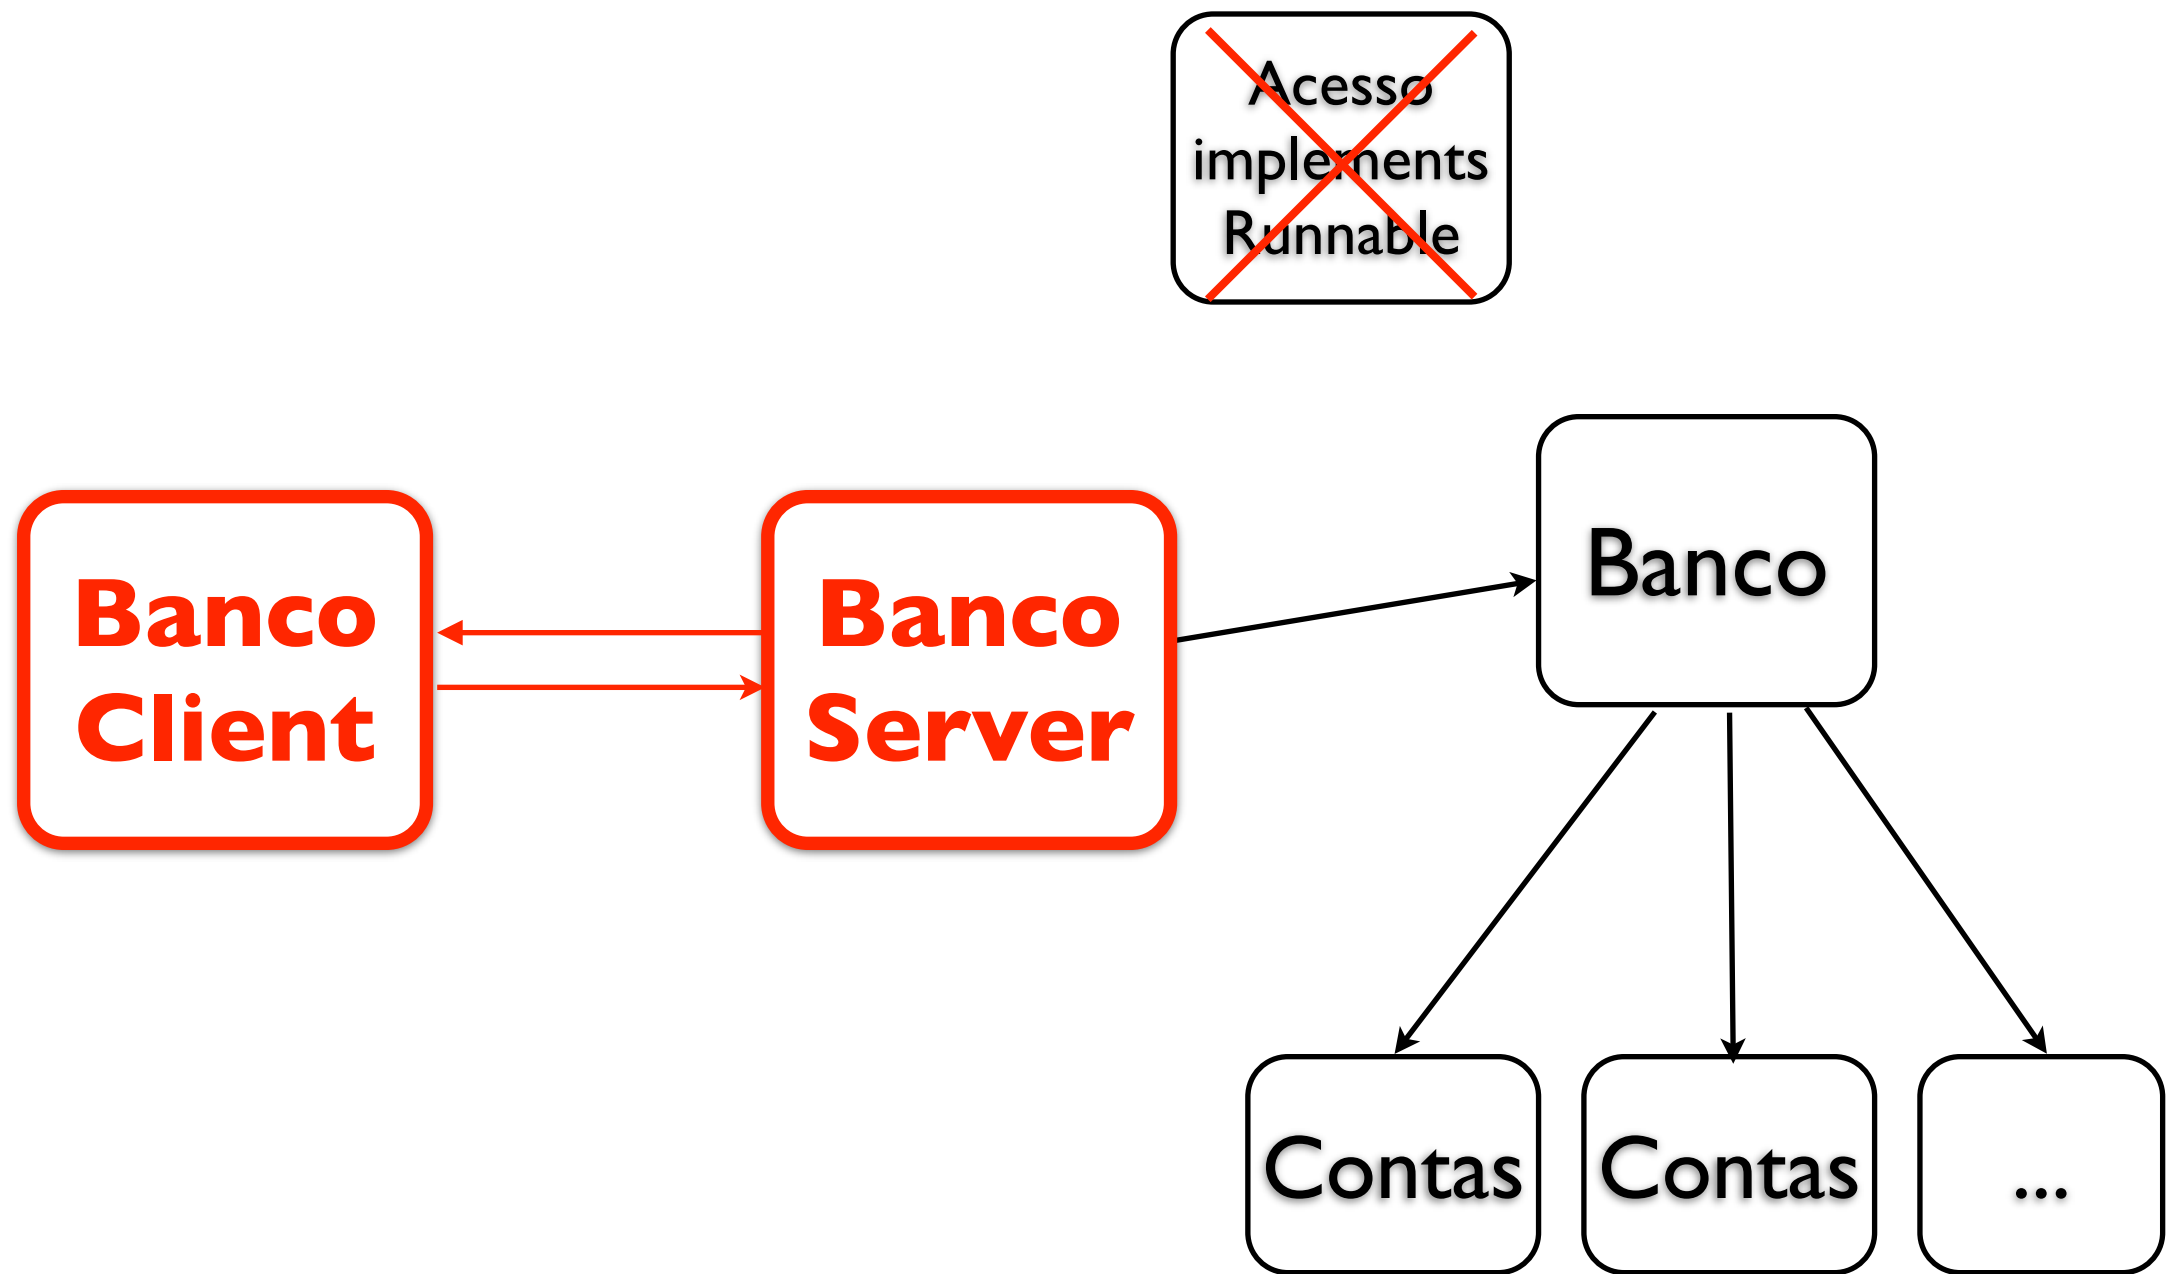 Acesso
implements
Runnable
Banco
Client
Banco
Server
Banco
Contas
Contas
...